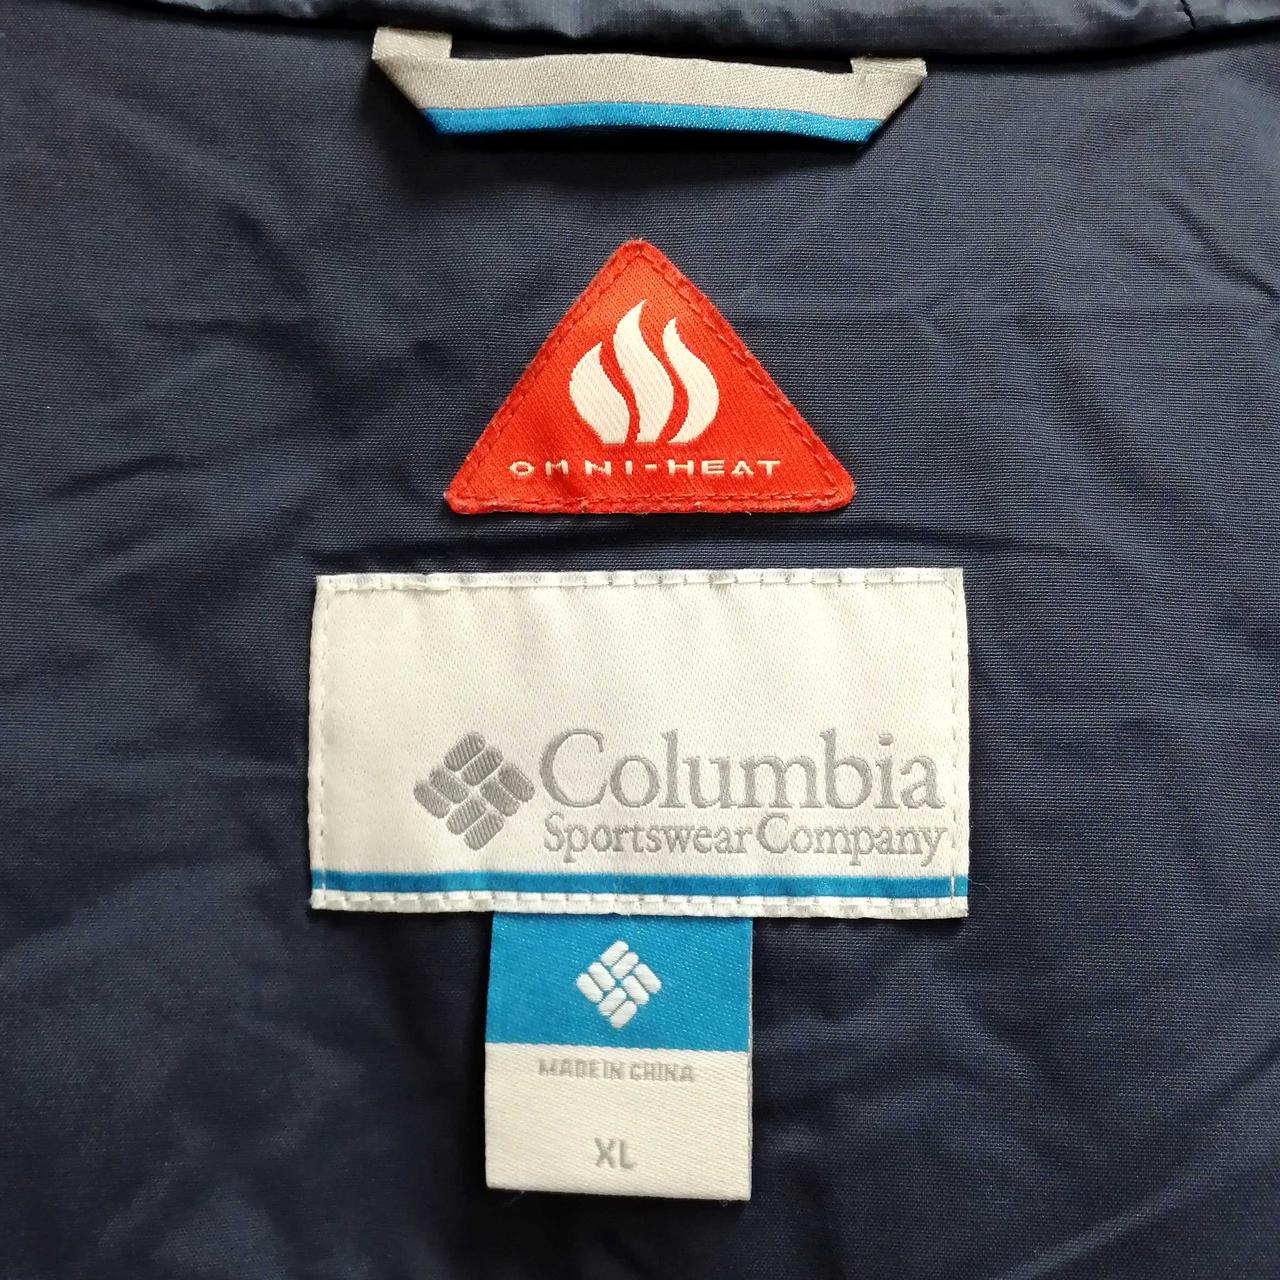 OMNI-HEAT
Columbia
Sportswear Company
MADE IN CHINA
XL